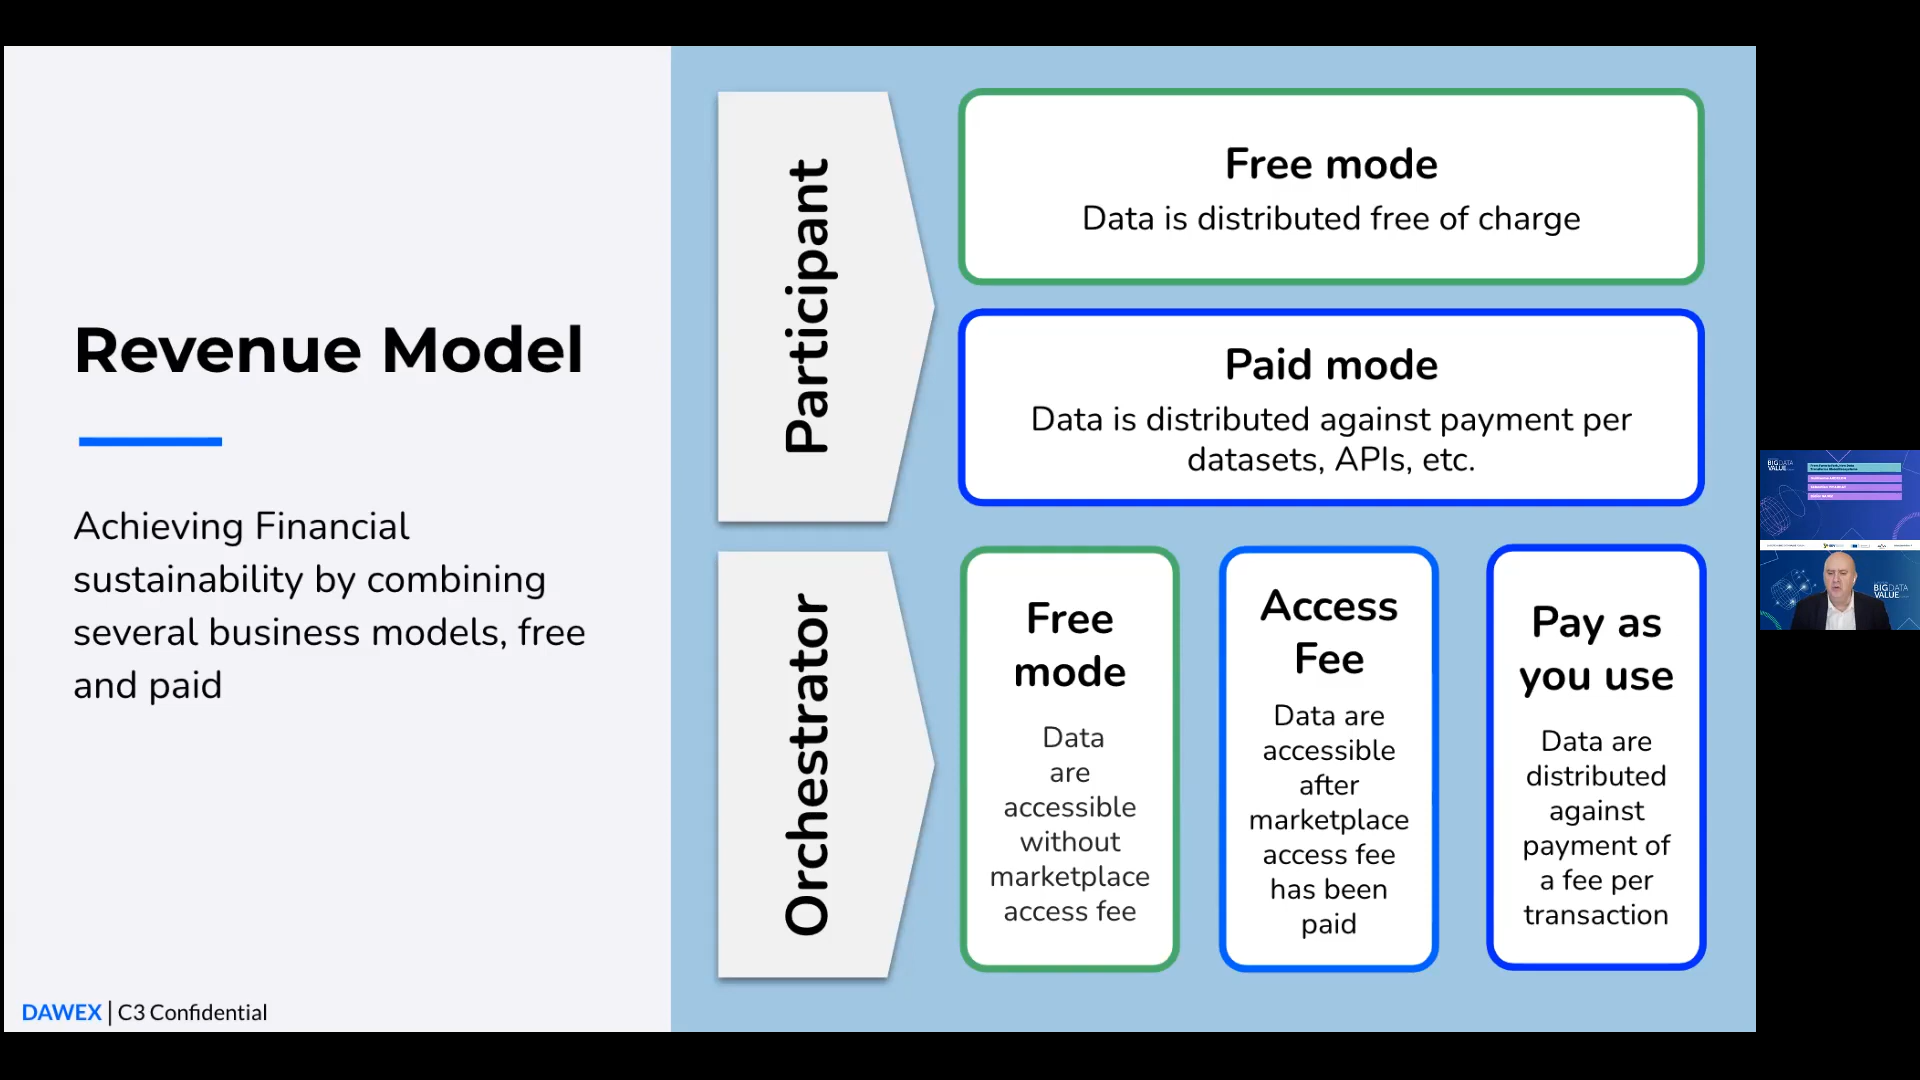 Revenue Model
Achieving Financial
sustainability by combining
several business models, free
and paid
DAWEX | C3 Confidential
Participant
Free mode
Data is distributed free of charge
Paid mode
Data is distributed against payment per
datasets, APIs, etc.
Orchestrator
Free
mode
Data
are
accessible
without
marketplace
access fee
Access
Fee
Data are
accessible
after
marketplace
access fee
has been
paid
Pay as
you use
Data are
distributed
against
payment of
a fee per
transaction
BIG DATA
VALUE
BIG DATA
VALUE